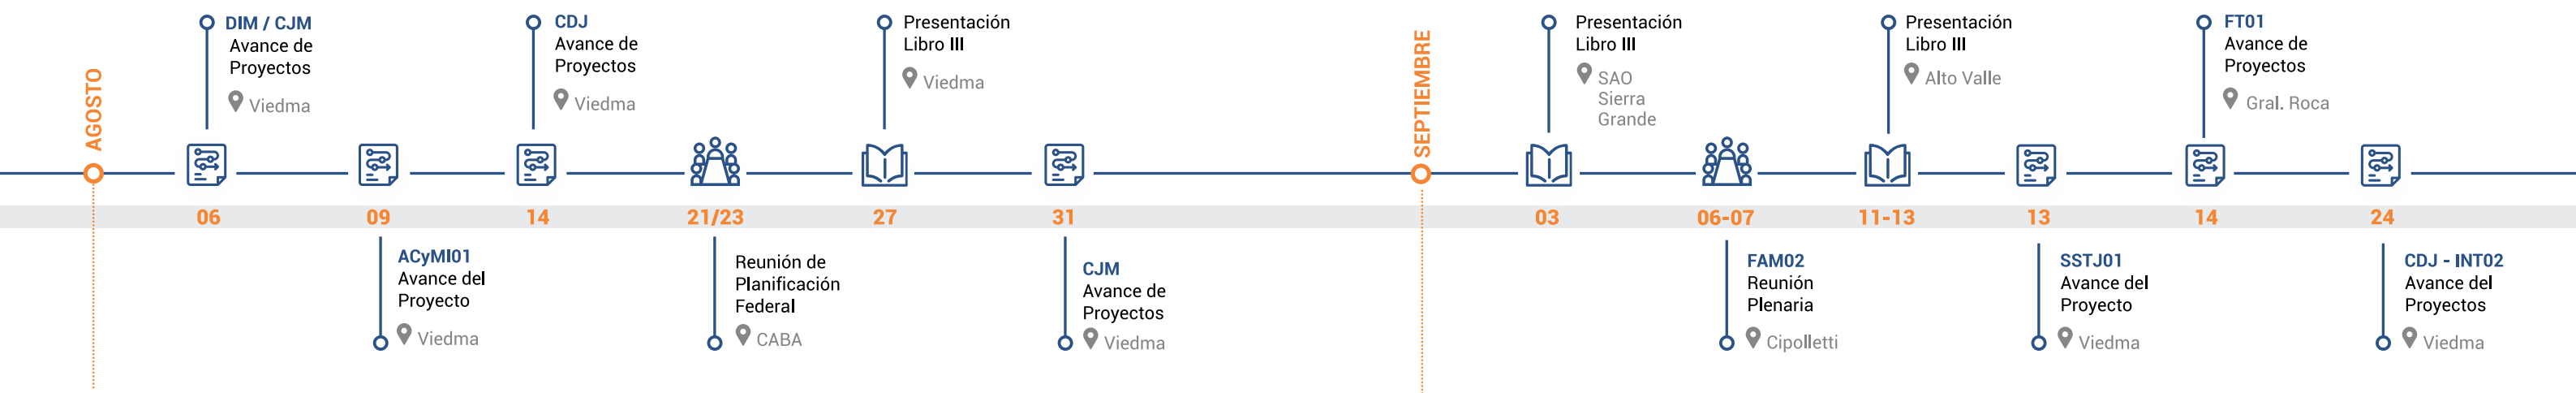 AGOSTO
DIM / CJM
Avance de
Proyectos
Viedma
06
09
ACyMI01
Avance del
Proyecto
Viedma
CDJ
Avance de
Proyectos
Viedma
14
21/23
Reunión de
Planificación
Federal
CABA
Presentación
Libro III
Viedma
27
31
CJM
Avance de
Proyectos
Viedma
SEPTIEMBRE
Presentación
Libro III
SAO
Sierra
Grande
03
06-07
FAM02
Reunión
Plenaria
Cipolletti
Presentación
Libro III
Alto Valle
11-13
13
SSTJ01
Avance del
Proyecto
Viedma
FT01
Avance de
Proyectos
Gral. Roca
14
24
CDJ - INT02
Avance del
Proyectos
Viedma